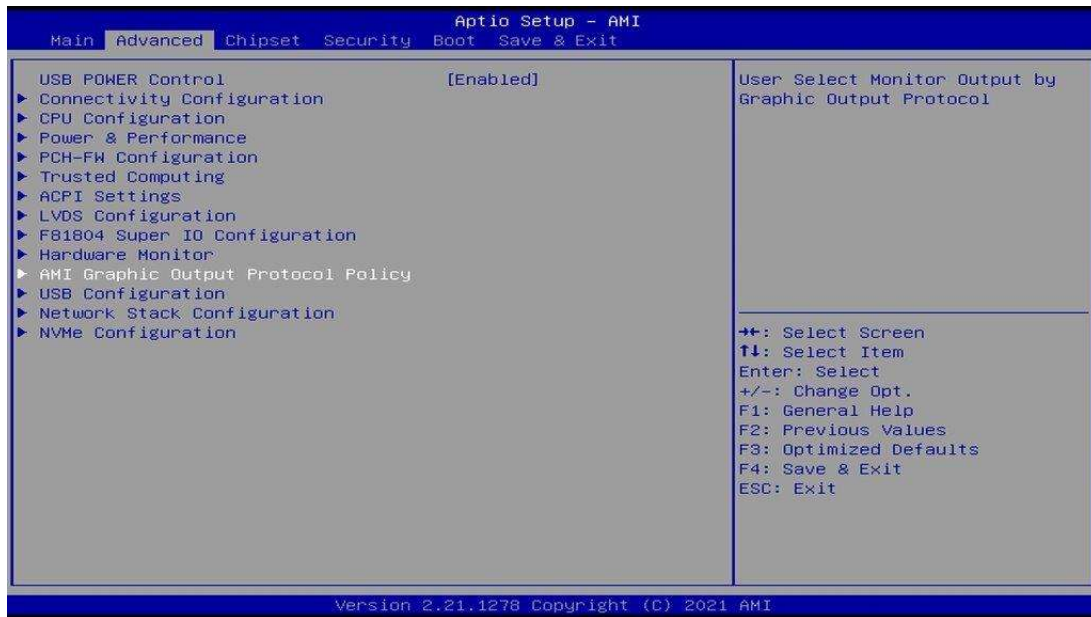 Aptio Setup – AMI
Main Advanced Chipset Security Boot Save & Exit
USB POWER Control [Enabled]
▶ Connectivity Configuration
▶ CPU Configuration
▶ Power & Performance
▶ PCH-FW Configuration
▶ Trusted Computing
▶ ACPI Settings
▶ LVDS Configuration
▶ F81804 Super IO Configuration
▶ Hardware Monitor
▶ AMI Graphic Output Protocol Policy
▶ USB Configuration
▶ Network Stack Configuration
▶ NVMe Configuration
User Select Monitor Output by
Graphic Output Protocol
→←: Select Screen
↑↓: Select Item
Enter: Select
+/-: Change Opt.
F1: General Help
F2: Previous Values
F3: Optimized Defaults
F4: Save & Exit
ESC: Exit
Version 2.21.1278 Copyright (C) 2021 AMI